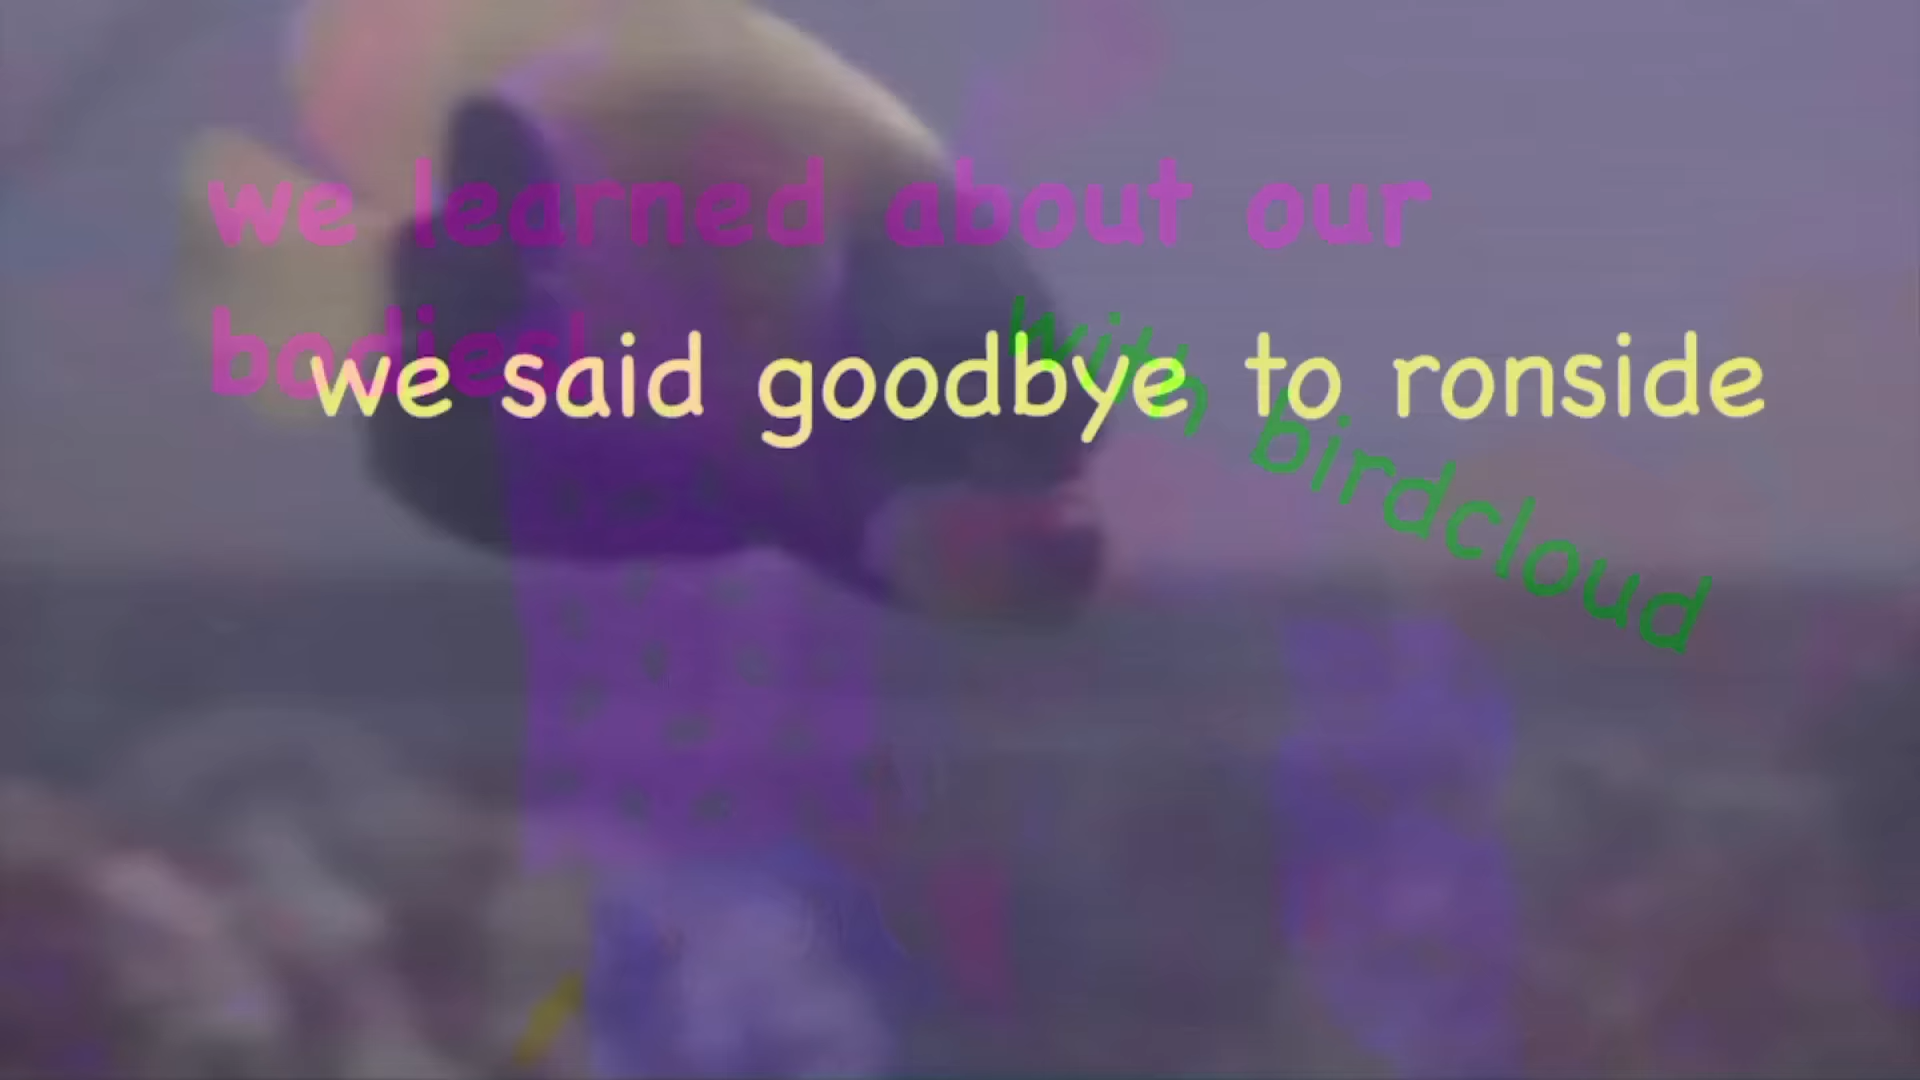 we learned about our
bodies!
we said goodbye to ronside
with birdcloud